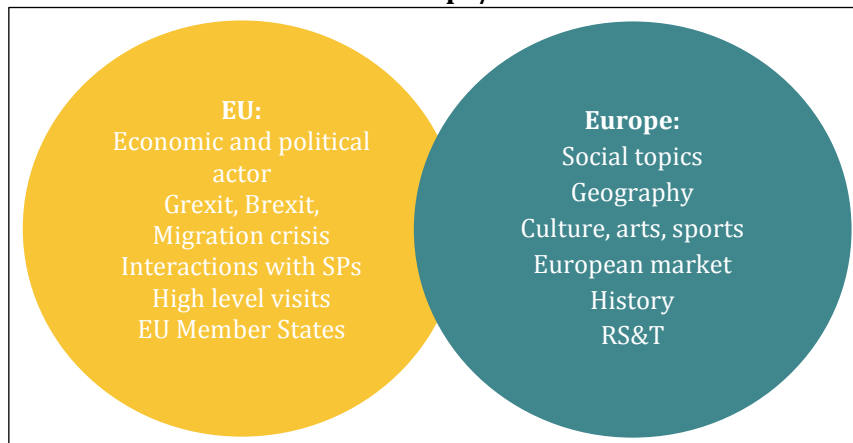 EU:
Economic and political
actor
Grexit, Brexit,
Migration crisis
Interactions with SPs
High level visits
EU Member States
Europe:
Social topics
Geography
Culture, arts, sports
European market
History
RS&T